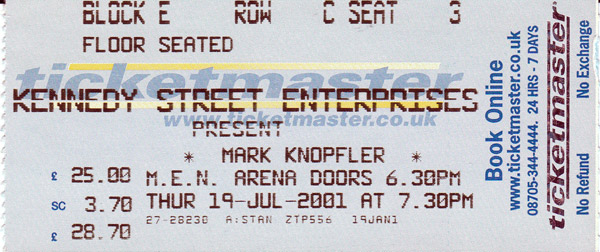 BLOCK E ROW C SEAT 3
FLOOR SEATED
ticketmaster
KENNEDY STREET ENTERPRISES
www.ticketmaster.co.uk
PRESENT
* MARK KNOPFLER *
£ 25.00 M.E.N. ARENA DOORS 6.30PM
SC 3.70 THUR 19-JUL-2001 AT 7.30PM
£ 28.70 27-28230 A:STAN ZTP556 19JAN1
Book Online
www.ticketmaster.co.uk
08705-344-4444. 24 HRS - 7 DAYS
ticketmaster
No Refund No Exchange